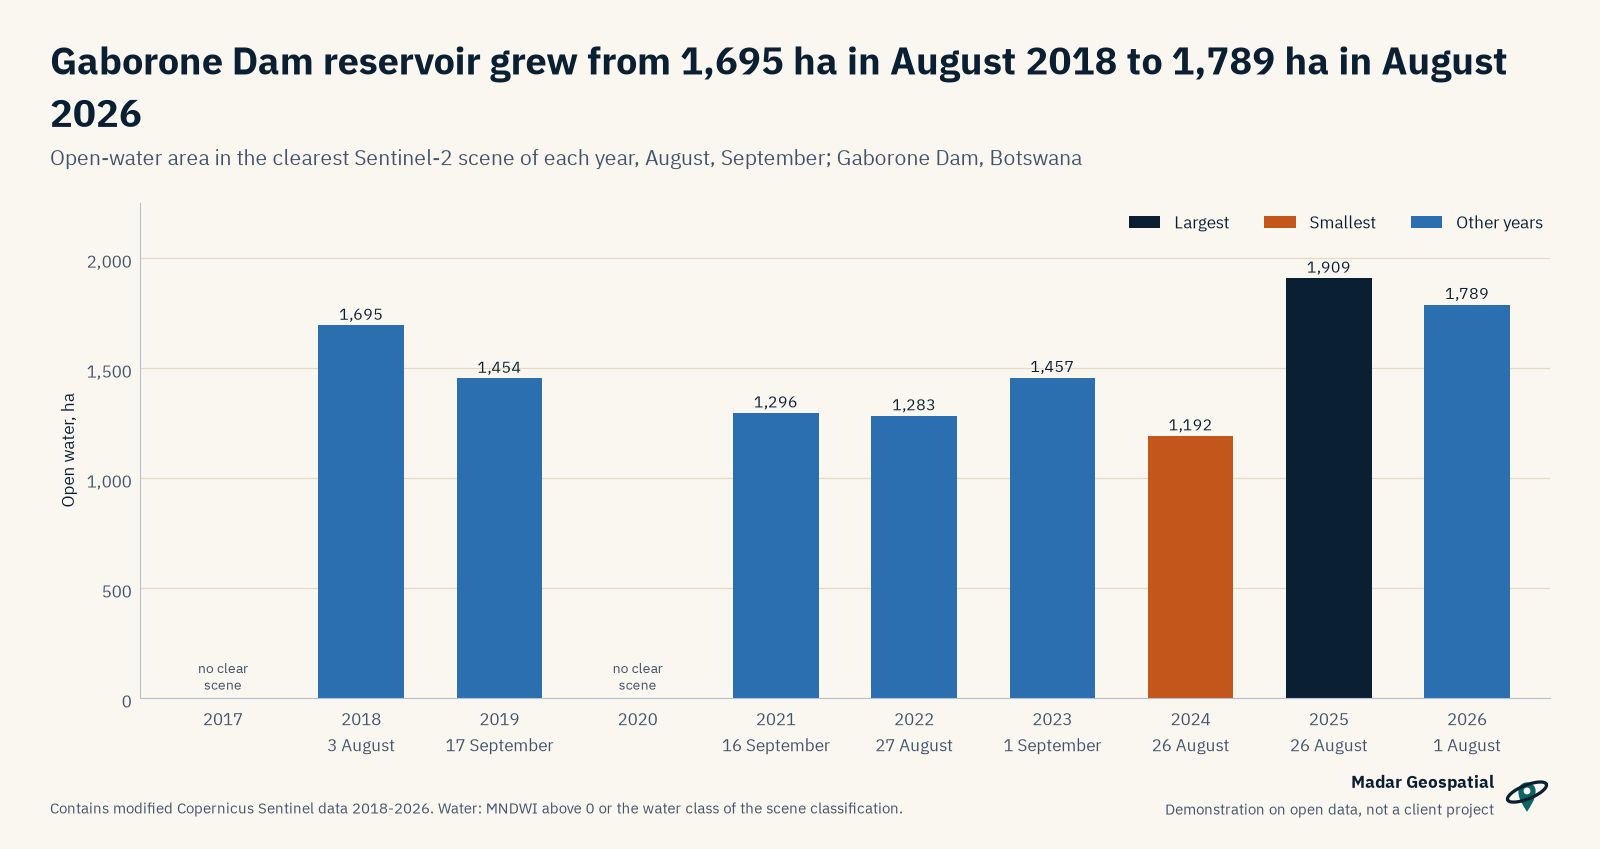 Gaborone Dam reservoir grew from 1,695 ha in August 2018 to 1,789 ha in August
2026
Open-water area in the clearest Sentinel-2 scene of each year, August, September; Gaborone Dam, Botswana
Largest
Smallest
Other years
Open water, ha
2,000
1,500
1,000
500
0
1,695
1,454
1,296
1,283
1,457
1,192
1,909
1,789
no clear
scene
no clear
scene
2017
2018
3 August
2019
17 September
2020
2021
16 September
2022
27 August
2023
1 September
2024
26 August
2025
26 August
2026
1 August
Contains modified Copernicus Sentinel data 2018-2026. Water: MNDWI above 0 or the water class of the scene classification.
Madar Geospatial
Demonstration on open data, not a client project